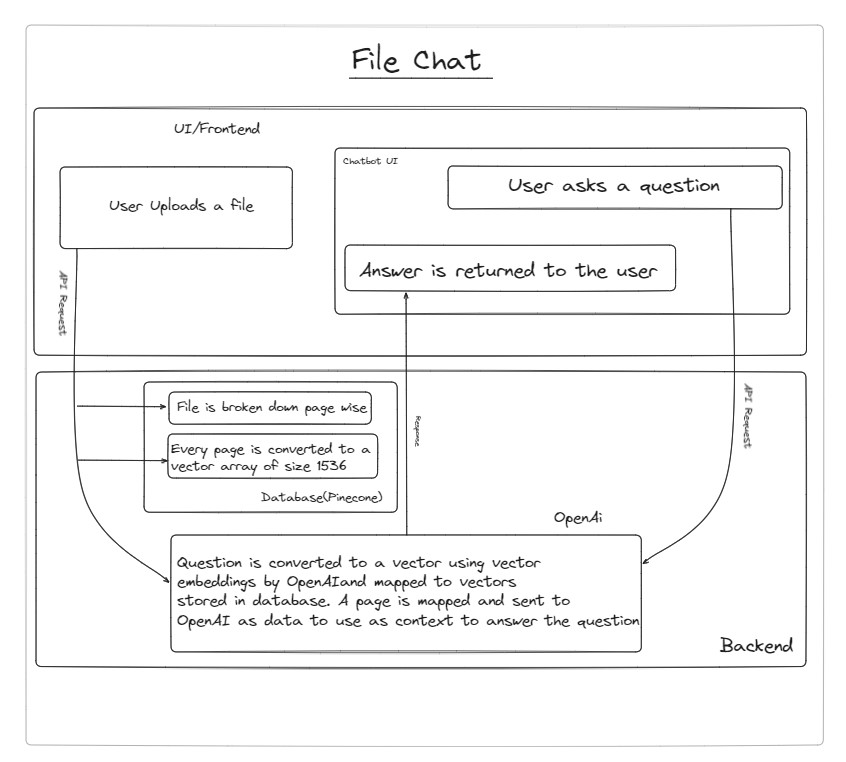 File Chat
UI/Frontend
Chatbot UI
User Uploads a file
User asks a question
Answer is returned to the user
API Request
API Request
Response
File is broken down page wise
Every page is converted to a
vector array of size 1536
Database(Pinecone)
OpenAi
Question is converted to a vector using vector
embeddings by OpenAIand mapped to vectors
stored in database. A page is mapped and sent to
OpenAI as data to use as context to answer the question
Backend